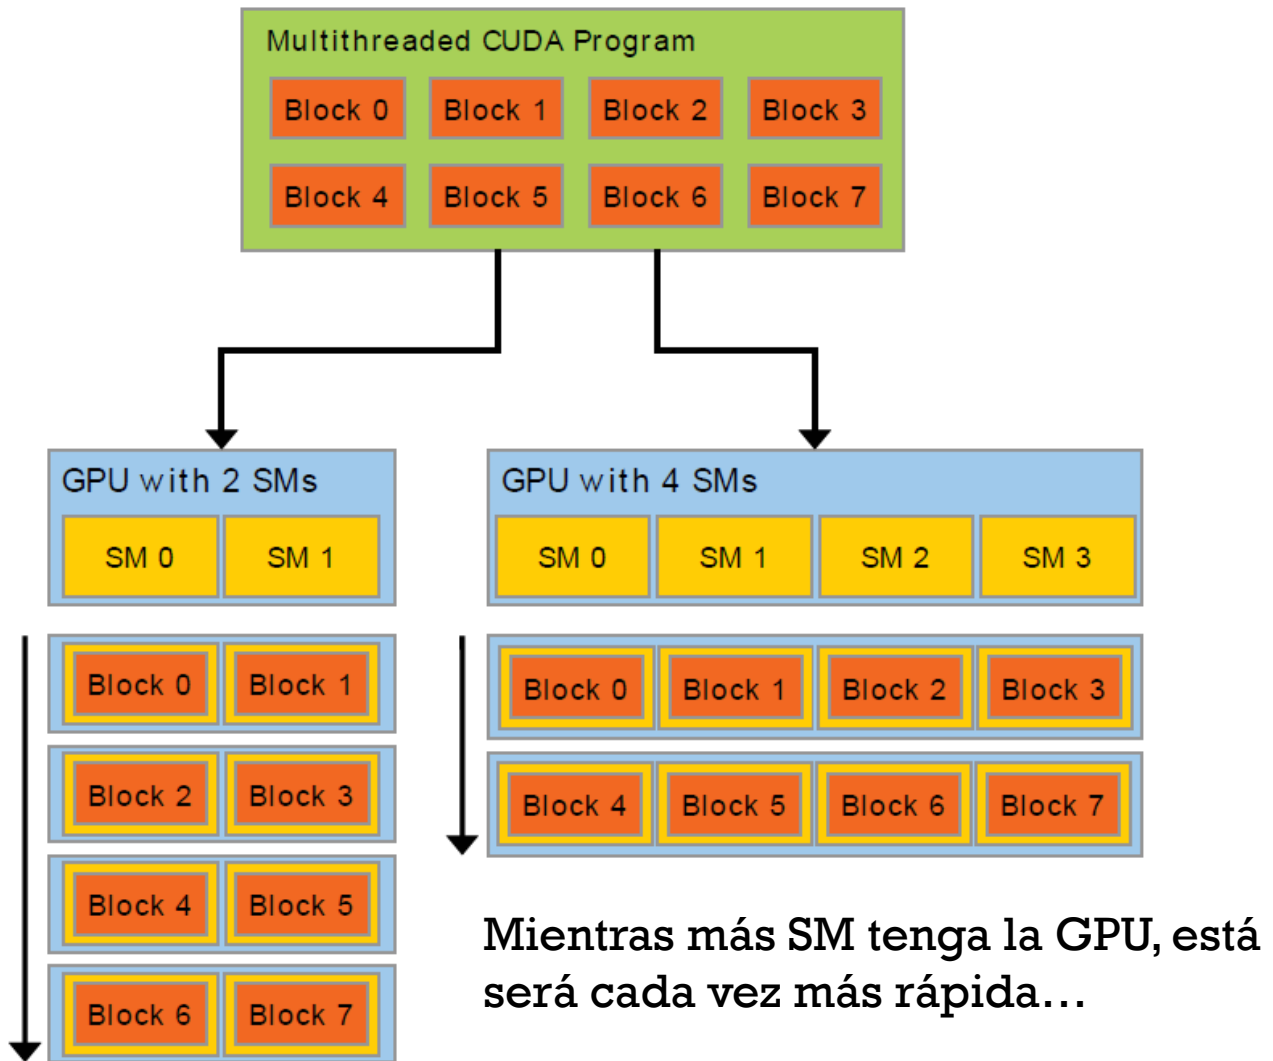 Multithreaded CUDA Program
Block 0 Block 1 Block 2 Block 3
Block 4 Block 5 Block 6 Block 7
GPU with 2 SMs
SM 0 SM 1
Block 0 Block 1
Block 2 Block 3
Block 4 Block 5
Block 6 Block 7
GPU with 4 SMs
SM 0 SM 1 SM 2 SM 3
Block 0 Block 1 Block 2 Block 3
Block 4 Block 5 Block 6 Block 7
Mientras más SM tenga la GPU, está
será cada vez más rápida...